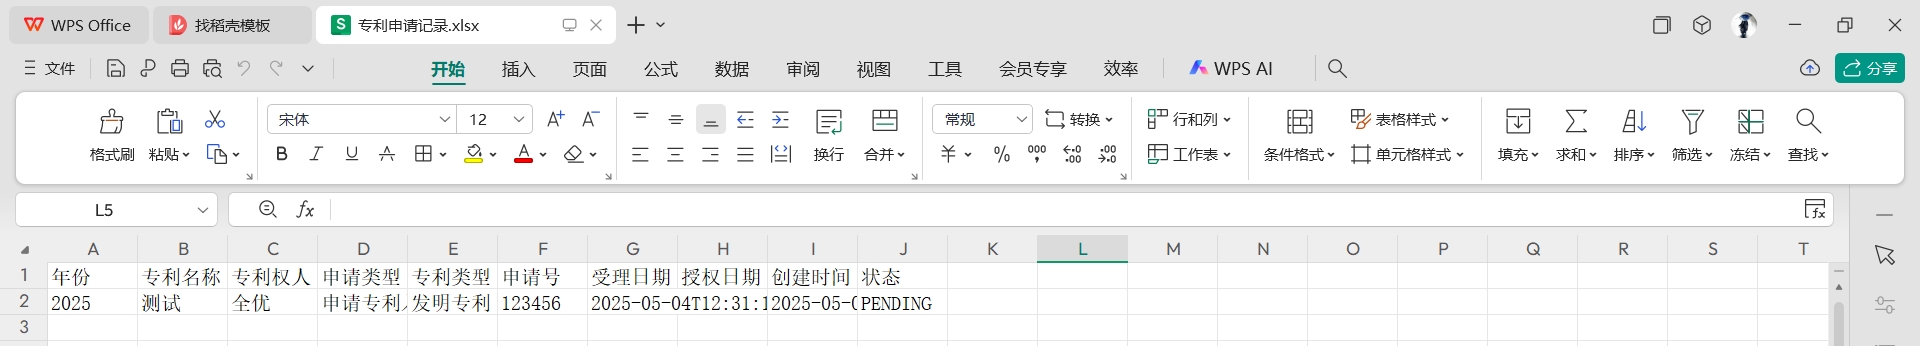 WPS Office 找稻壳模板 专利申请记录.xlsx
文件 开始 插入 页面 公式 数据 审阅 视图 工具 会员专享 效率 WPS AI 分享
宋体 12 A+ A- 换行 合并 常规 转换 行和列 条件格式 表格样式 填充 求和 排序 筛选 冻结 查找
格式刷 粘贴 B I U A A ¥ % 000 工作表 单元格样式
L5 fx
A B C D E F G H I J K L M N O P Q R S T
1 年份 专利名称 专利权人 申请类型 专利类型 申请号 受理日期 授权日期 创建时间 状态
2 2025 测试 全优 申请专利 发明专利 123456 2025-05-04T12:31:1 2025-05-0 PENDING
3